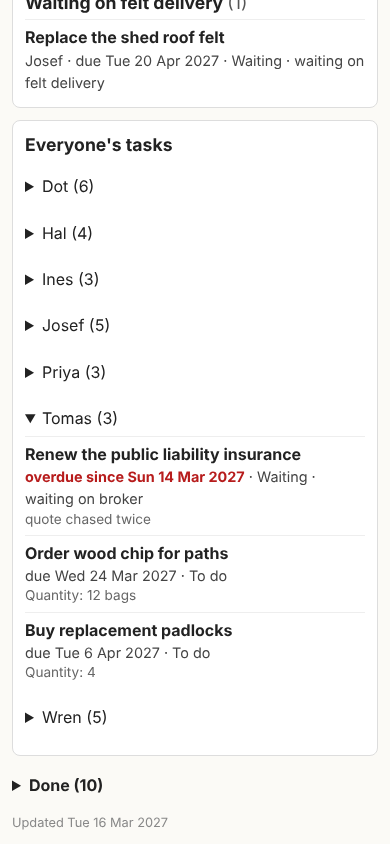 Waiting on felt delivery (1)
Replace the shed roof felt
Josef · due Tue 20 Apr 2027 · Waiting · waiting on
felt delivery
Everyone's tasks
Dot (6)
Hal (4)
Ines (3)
Josef (5)
Priya (3)
Tomas (3)
Renew the public liability insurance
overdue since Sun 14 Mar 2027 · Waiting ·
waiting on broker
quote chased twice
Order wood chip for paths
due Wed 24 Mar 2027 · To do
Quantity: 12 bags
Buy replacement padlocks
due Tue 6 Apr 2027 · To do
Quantity: 4
Wren (5)
Done (10)
Updated Tue 16 Mar 2027